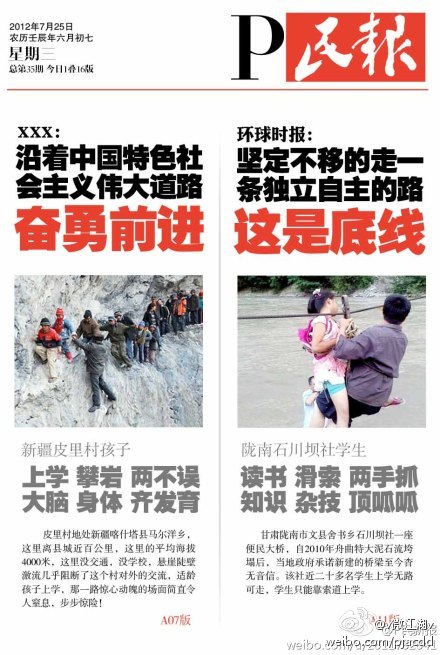 2012年7月25日
农历壬辰年六月初七
星期三
总第35期 今日1叠16版
P民報
XXX：
沿着中国特色社
会主义伟大道路
奋勇前进
新疆皮里村孩子
上学 攀岩 两不误
大脑 身体 齐发育
皮里村地处新疆喀什塔县马尔洋乡，
这里离县城近百公里，这里的平均海拔
4000米，这里没交通，没学校，悬崖陡壁
激流几乎阻断了这个村对外的交流，适龄
孩子上学，那一路惊心动魄的场面简直令
人窒息，步步惊险！
A07版
环球时报：
坚定不移的走一
条独立自主的路
这是底线
陇南石川坝社学生
读书 滑索 两手抓
知识 杂技 顶呱呱
甘肃陇南市文县舍书乡石川坝社一座
便民大桥，自2010年舟曲特大泥石流垮
塌后，当地政府承诺新建的桥梁至今杳
无音信。该社近二十多名学生上学无路
可走，学生只能靠索道上学。
A11版
weibo.com/pjacsld